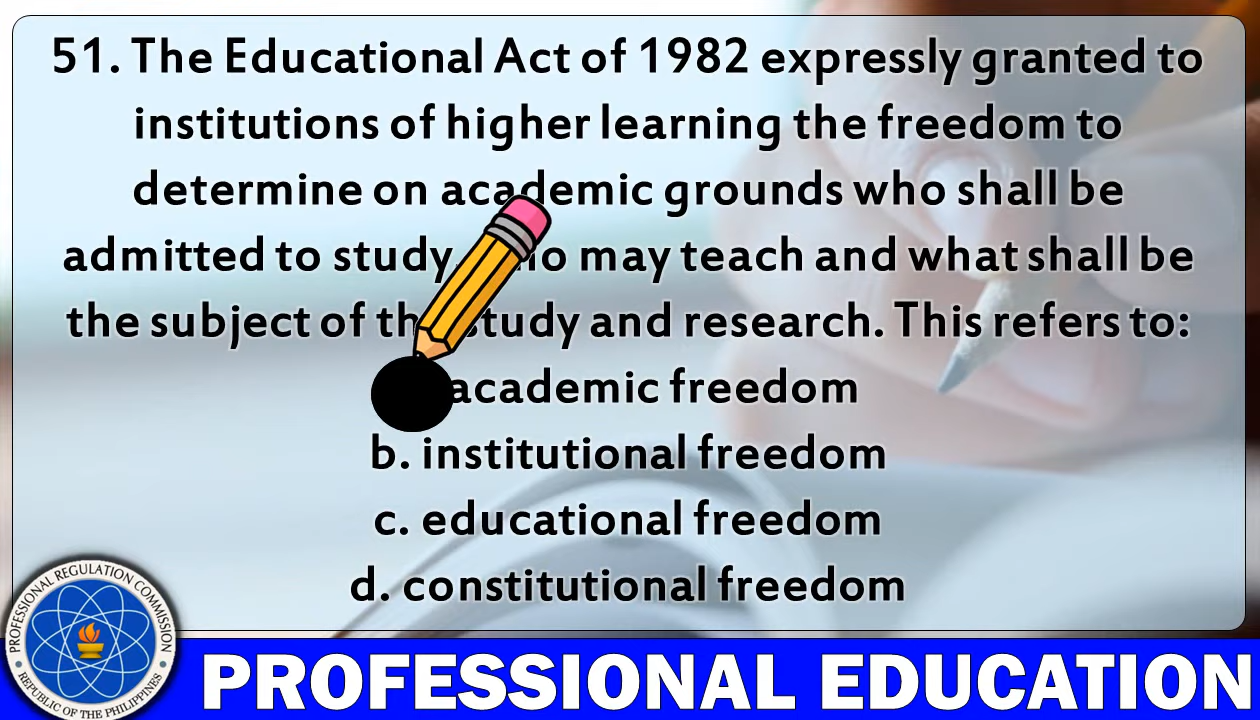 51. The Educational Act of 1982 expressly granted to
institutions of higher learning the freedom to
determine on academic grounds who shall be
admitted to study, who may teach and what shall be
the subject of the study and research. This refers to:
academic freedom
b. institutional freedom
c. educational freedom
d. constitutional freedom
PROFESSIONAL REGULATION COMMISSION
REPUBLIC OF THE PHILIPPINES
PROFESSIONAL EDUCATION